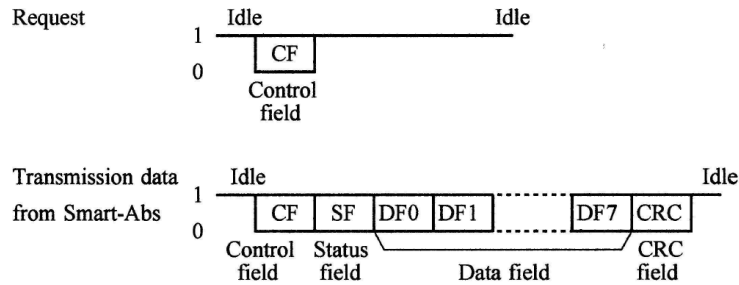 Request Idle Idle
1
CF
0
Control
field
Transmission data Idle Idle
from Smart-Abs 1
CF SF DF0 DF1 DF7 CRC
0
Control Status Data field CRC
field field field